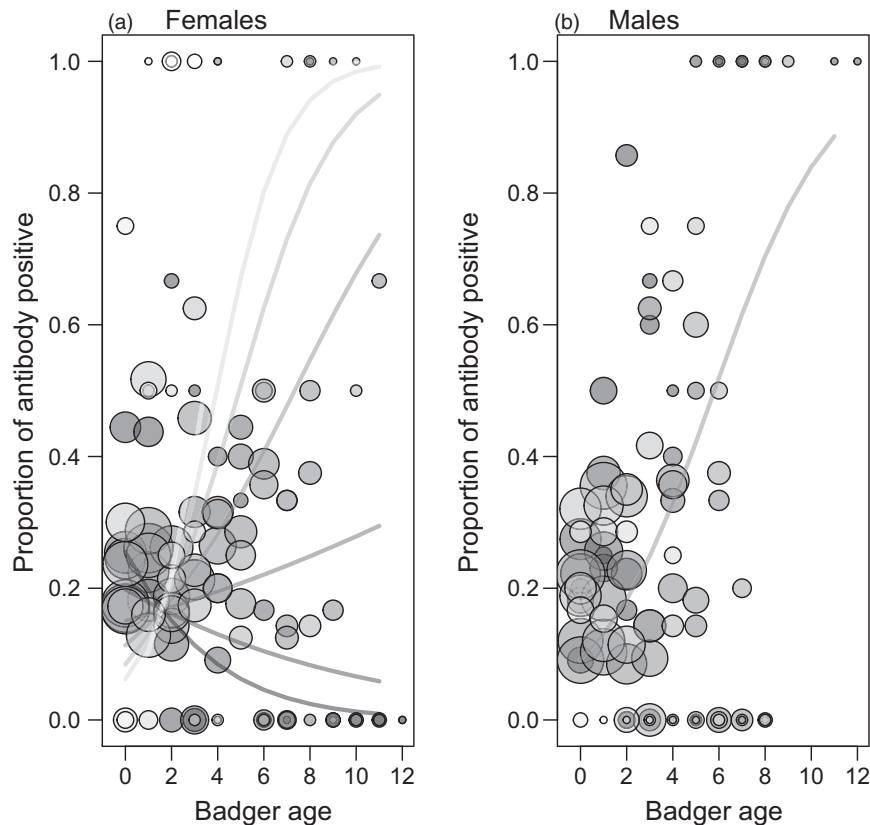 (a) Females
Proportion of antibody positive
1.0
0.8
0.6
0.4
0.2
0.0
0 2 4 6 8 10 12
Badger age
(b) Males
Proportion of antibody positive
1.0
0.8
0.6
0.4
0.2
0.0
0 2 4 6 8 10 12
Badger age